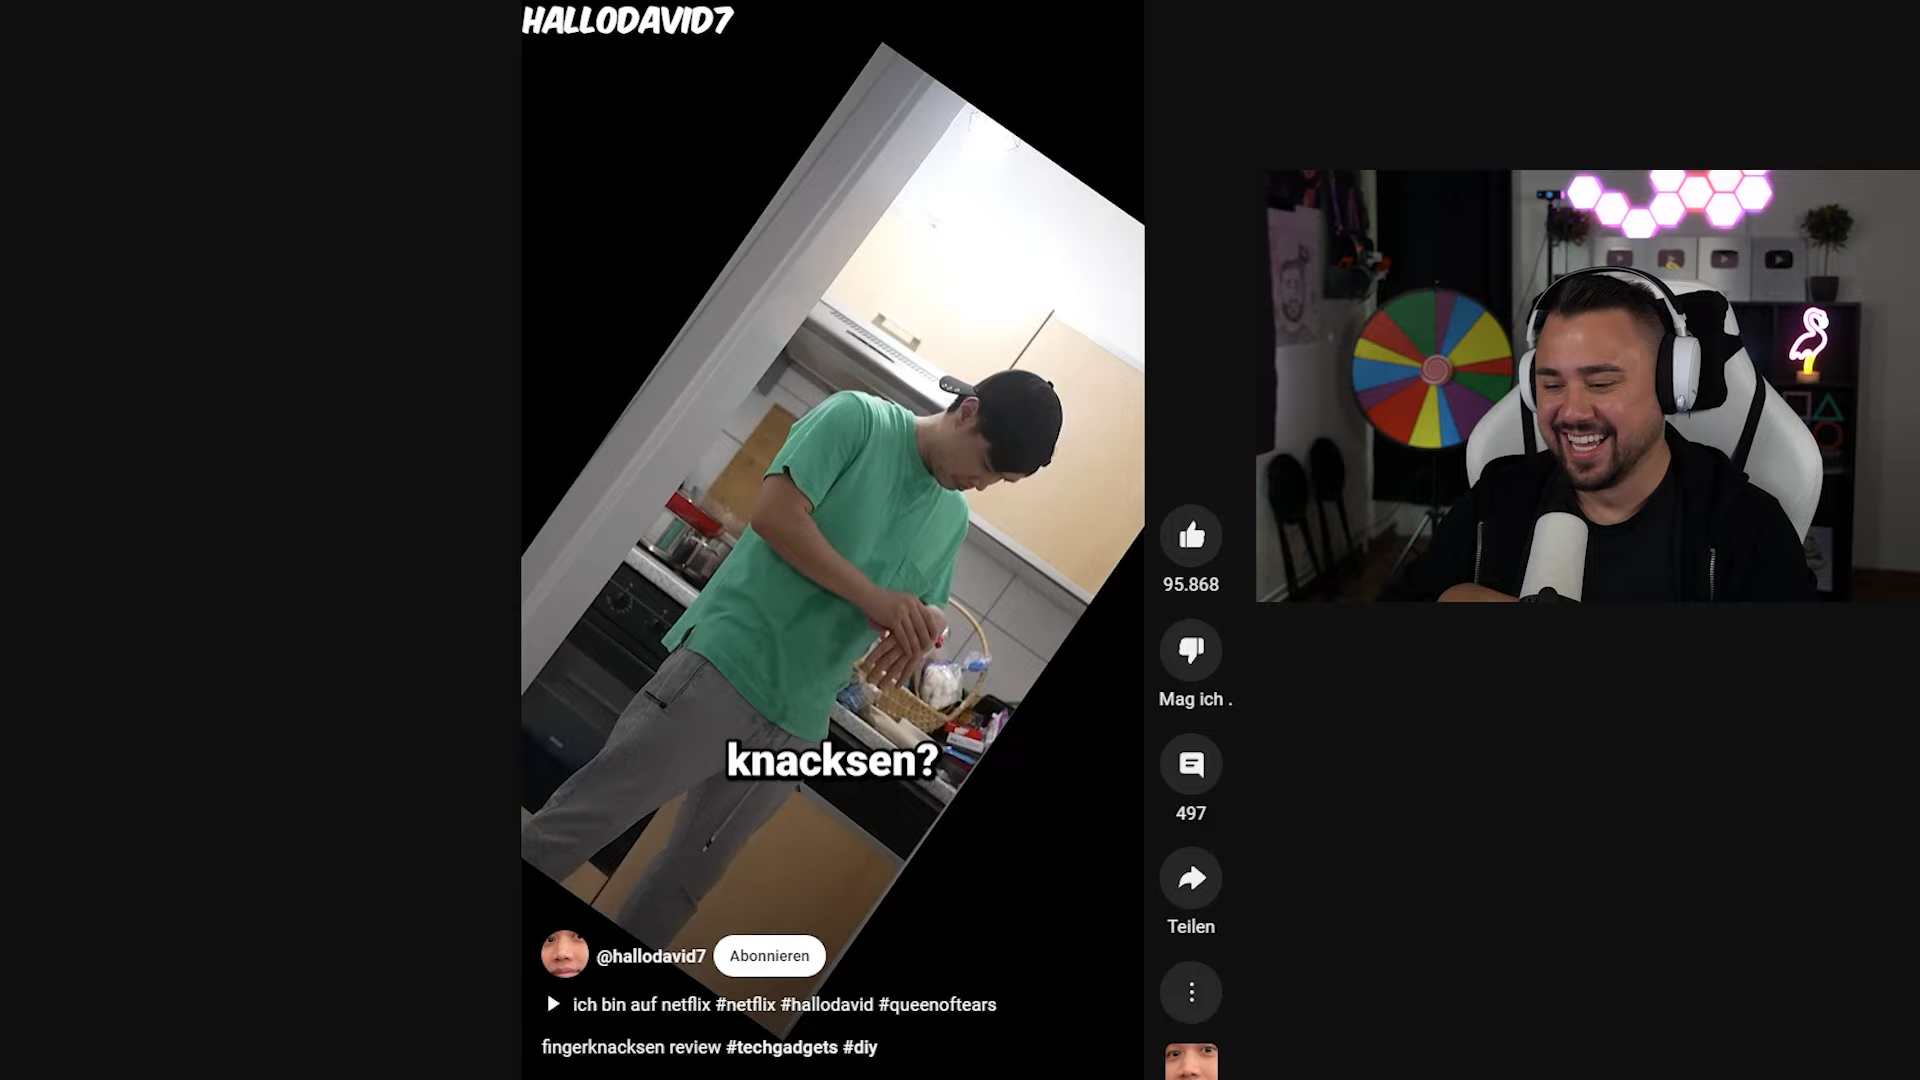 HALLODAVID7
knacksen?
@hallodavid7 Abonnieren
ich bin auf netflix #netflix #hallodavid #queenoftears
fingerknacksen review #techgadgets #diy
95.868
Mag ich .
497
Teilen